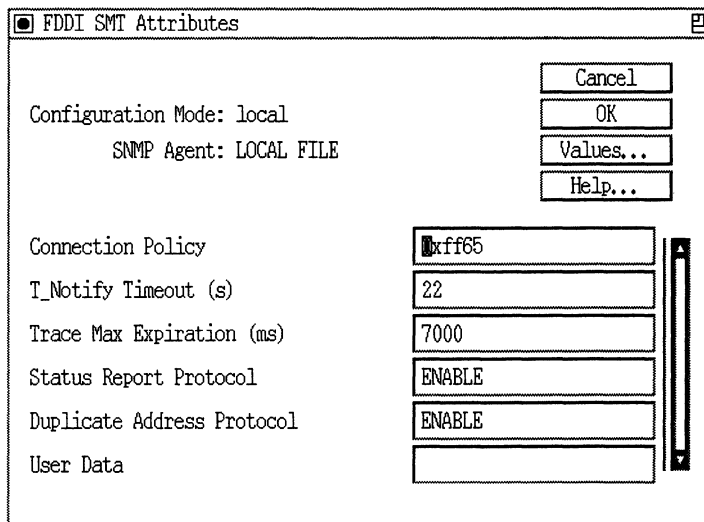 FDDI SMT Attributes
Cancel
Configuration Mode: local
OK
SNMP Agent: LOCAL FILE
Values...
Help...
Connection Policy
0xff65
T_Notify Timeout (s)
22
Trace Max Expiration (ms)
7000
Status Report Protocol
ENABLE
Duplicate Address Protocol
ENABLE
User Data